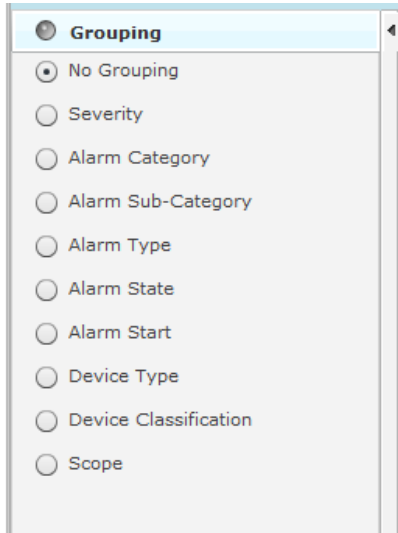 Grouping
No Grouping
Severity
Alarm Category
Alarm Sub-Category
Alarm Type
Alarm State
Alarm Start
Device Type
Device Classification
Scope